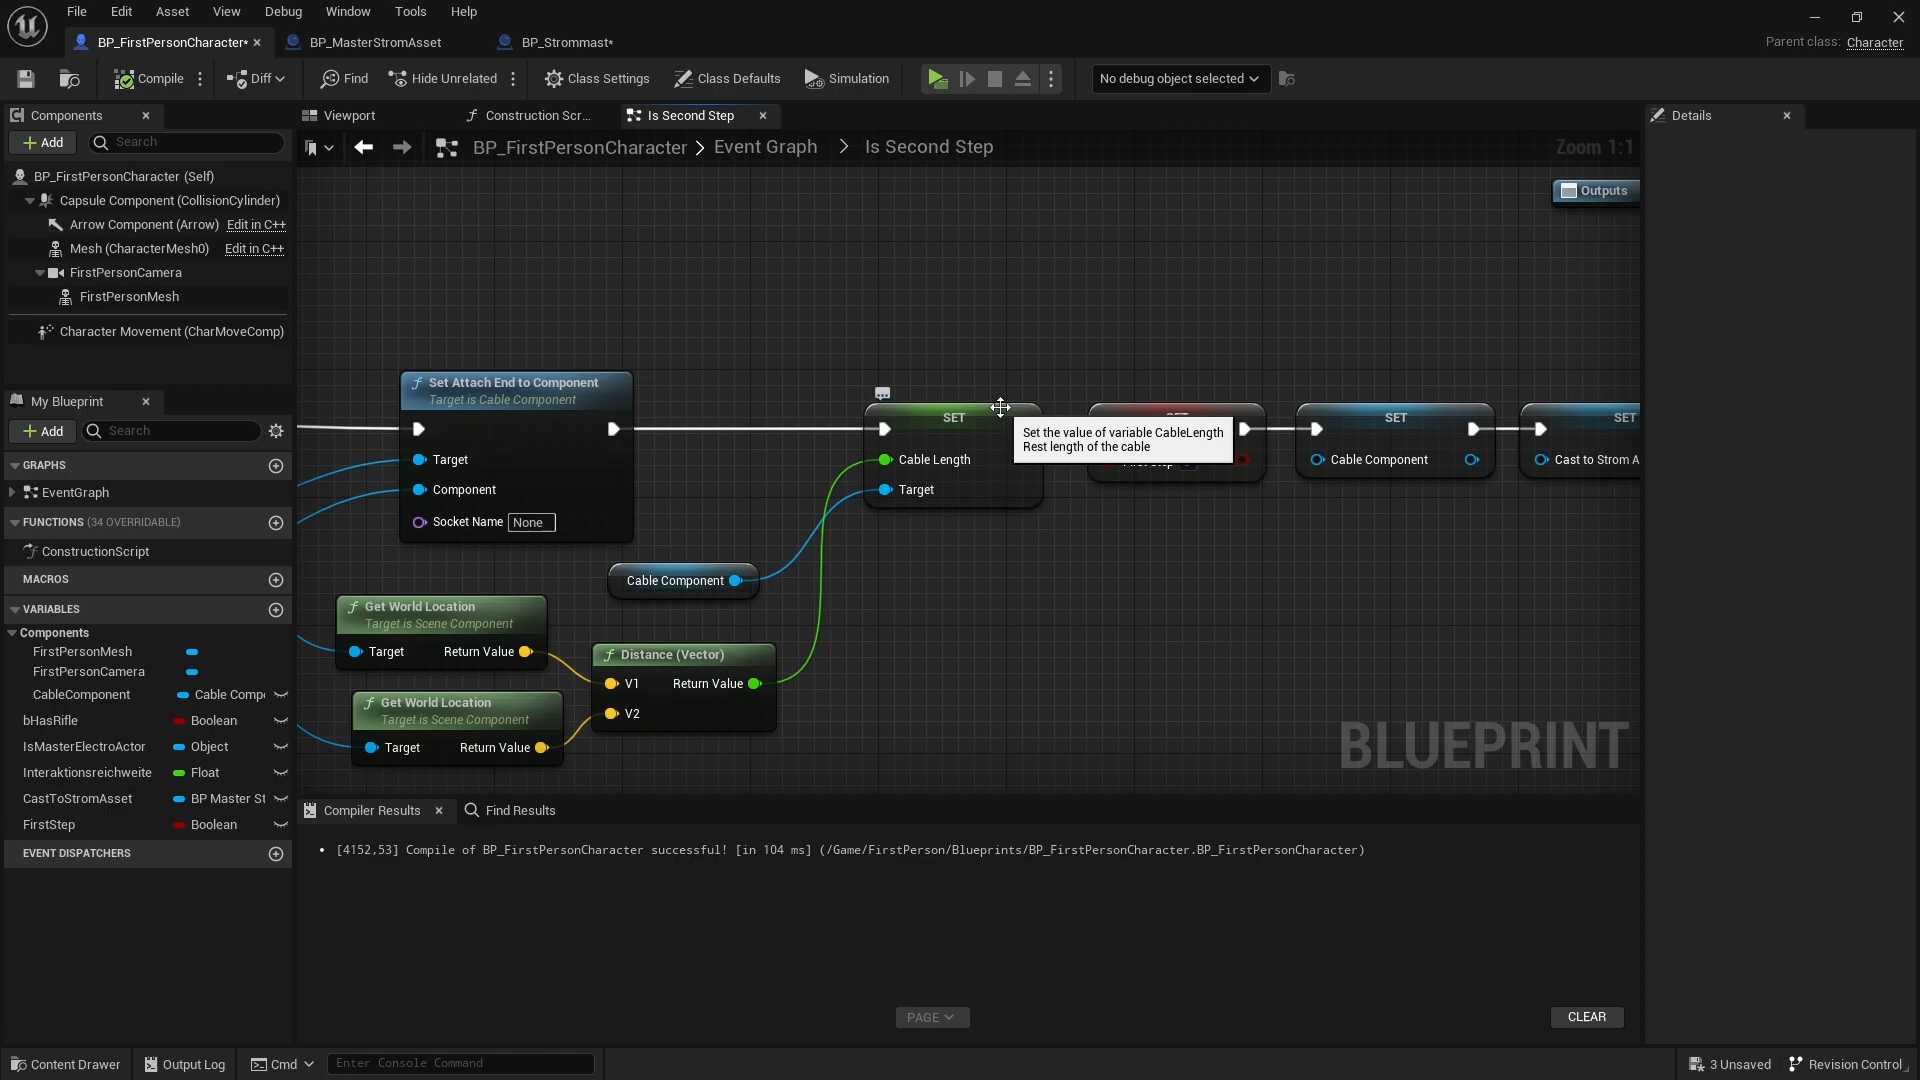 File Edit Asset View Debug Window Tools Help
BP_FirstPersonCharacter* BP_MasterStromAsset BP_Strommast*
Parent class: Character
Compile Diff Find Hide Unrelated Class Settings Class Defaults Simulation No debug object selected
Components
Add Search
BP_FirstPersonCharacter (Self)
Capsule Component (CollisionCylinder)
Arrow Component (Arrow) Edit in C++
Mesh (CharacterMesh0) Edit in C++
FirstPersonCamera
FirstPersonMesh
Character Movement (CharMoveComp)
My Blueprint
Add Search
GRAPHS
EventGraph
FUNCTIONS (34 OVERRIDABLE)
ConstructionScript
MACROS
VARIABLES
Components
FirstPersonMesh
FirstPersonCamera
CableComponent Cable Comp
bHasRifle Boolean
IsMasterElectroActor Object
Interaktionsreichweite Float
CastToStromAsset BP Master St
FirstStep Boolean
EVENT DISPATCHERS
Viewport Construction Scr... Is Second Step
BP_FirstPersonCharacter > Event Graph > Is Second Step
Zoom 1:1
Outputs
Set Attach End to Component
Target is Cable Component
Target
Component
Socket Name None
SET
Cable Length
Target
Set the value of variable CableLength
Rest length of the cable
SET
Cable Component
SET
Cast to Strom A
Cable Component
Get World Location
Target is Scene Component
Target Return Value
Get World Location
Target is Scene Component
Target Return Value
Distance (Vector)
V1 Return Value
V2
BLUEPRINT
Compiler Results Find Results
• [4152,53] Compile of BP_FirstPersonCharacter successful! [in 104 ms] (/Game/FirstPerson/Blueprints/BP_FirstPersonCharacter.BP_FirstPersonCharacter)
PAGE
CLEAR
Details
Content Drawer Output Log Cmd Enter Console Command
3 Unsaved Revision Control